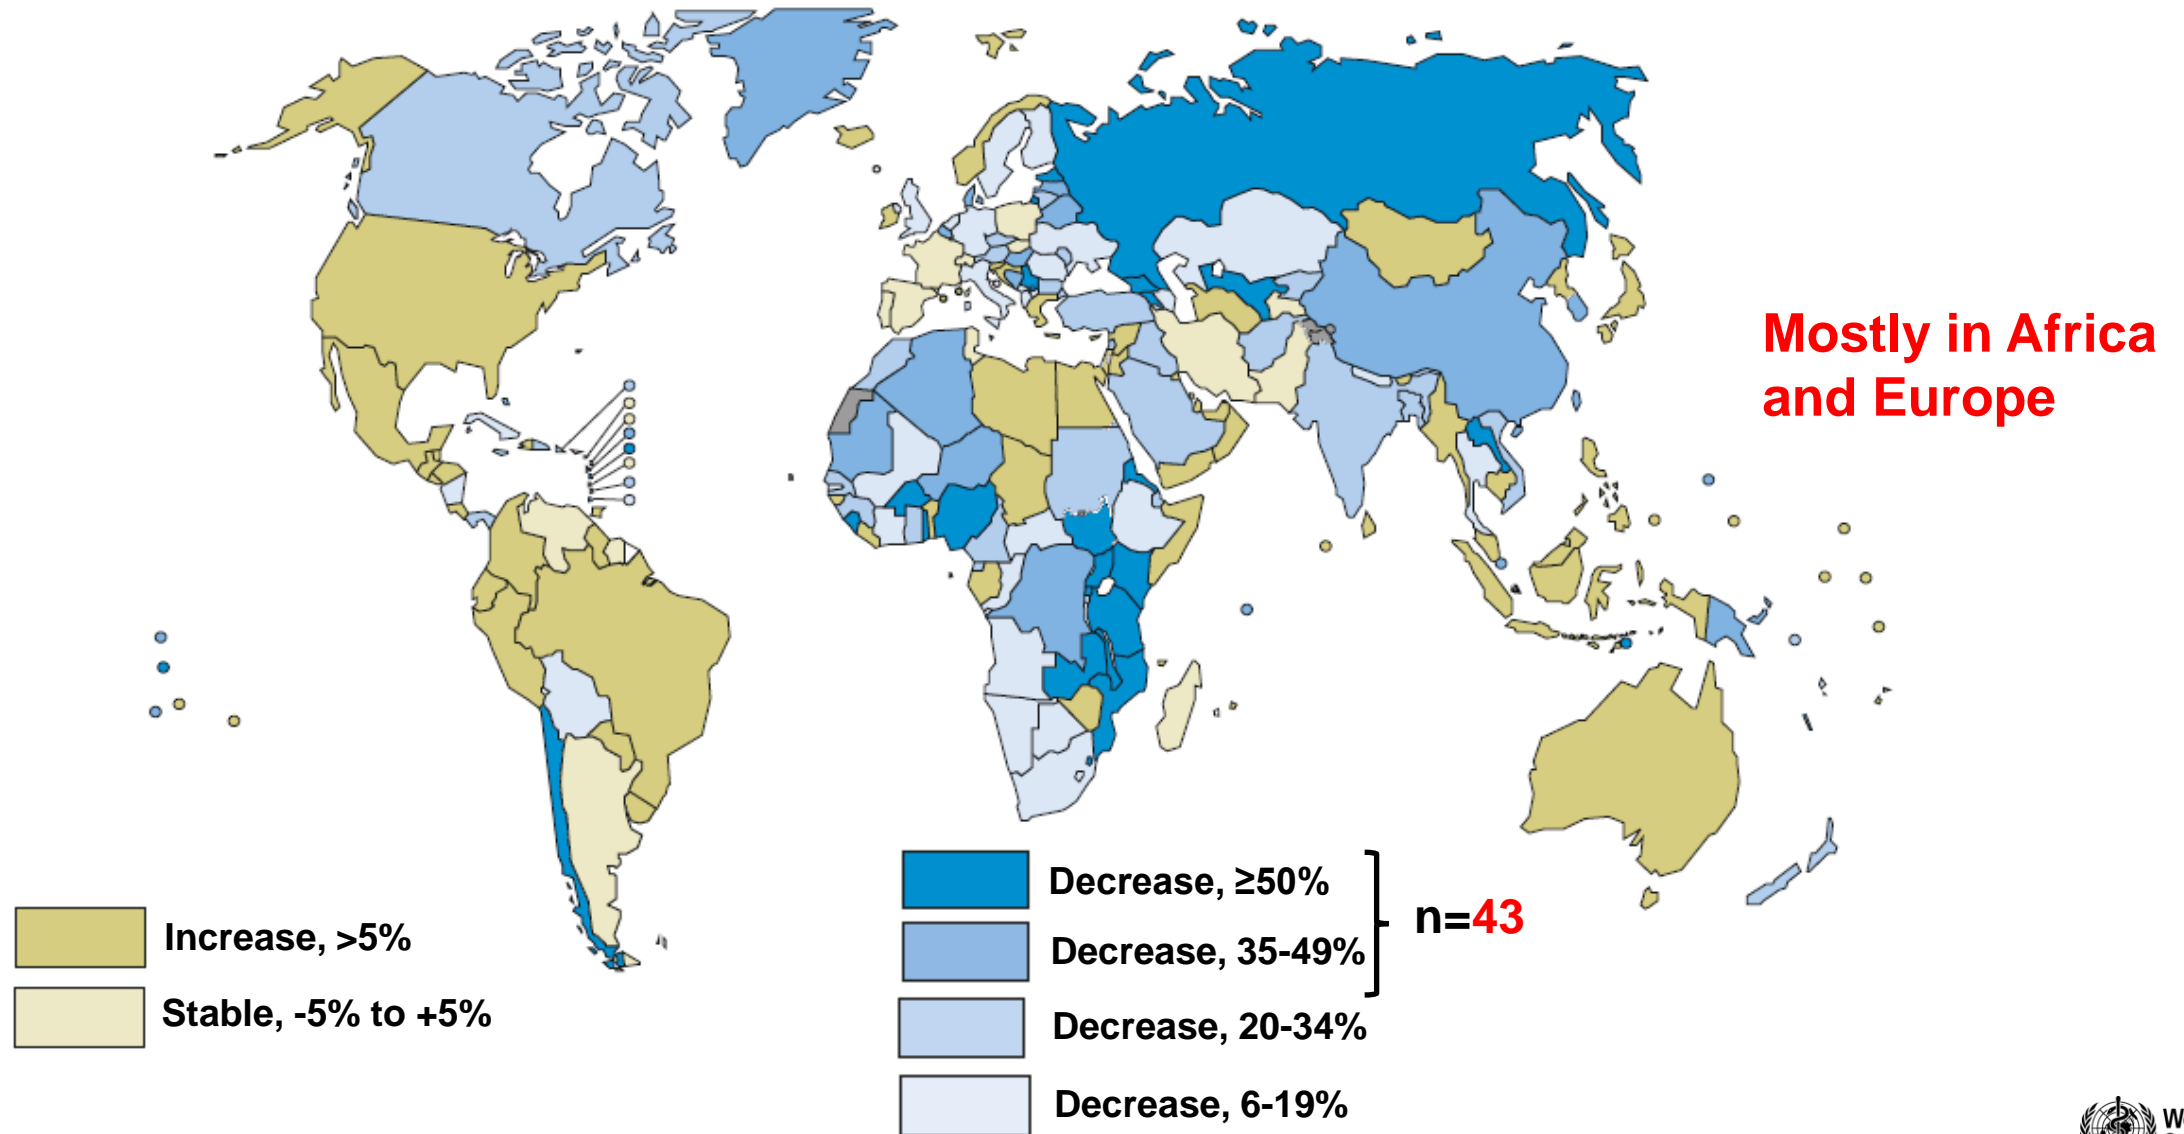 Mostly in Africa
and Europe
Decrease, ≥50%
n=43
Increase, >5%
Decrease, 35-49%
Stable, -5% to +5%
Decrease, 20-34%
Decrease, 6-19%